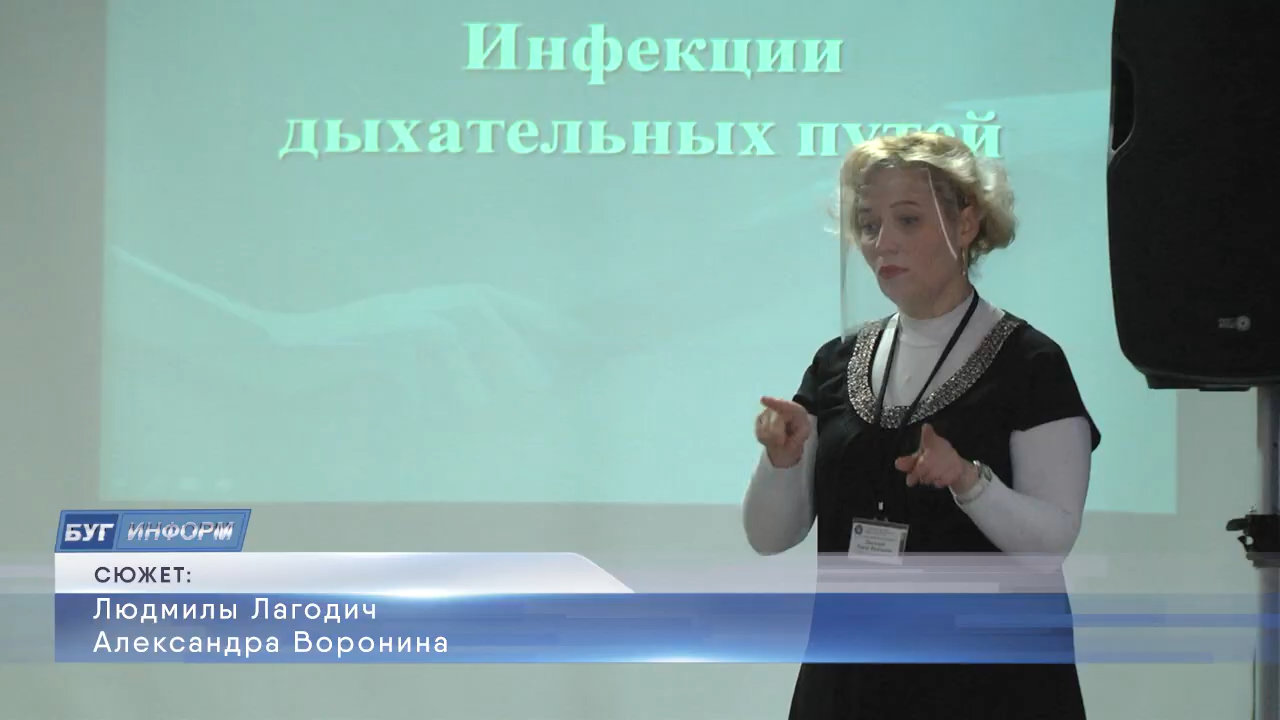 Инфекции
дыхательных путей
БУГ ИНФОРМ
СЮЖЕТ:
Людмилы Лагодич
Александра Воронина